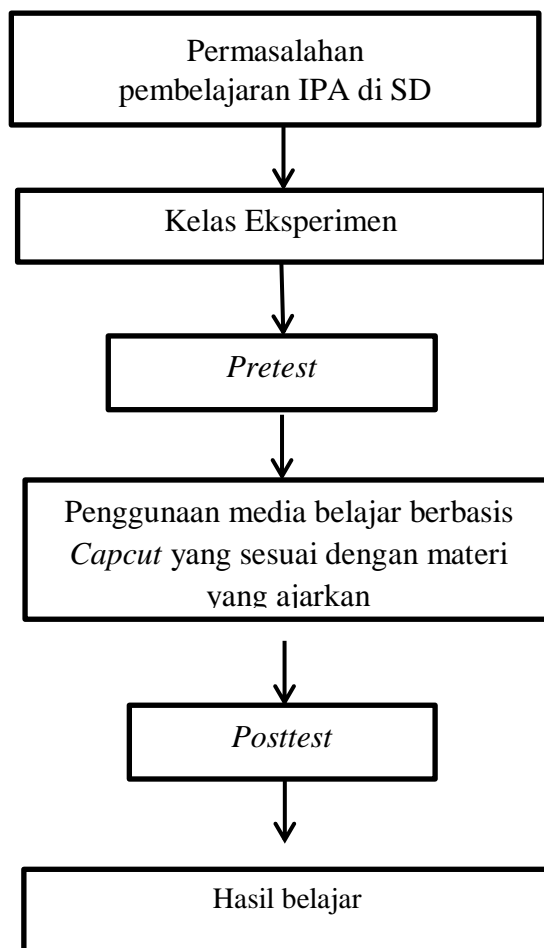 Permasalahan
pembelajaran IPA di SD
Kelas Eksperimen
Pretest
Penggunaan media belajar berbasis
Capcut yang sesuai dengan materi
yang ajarkan
Posttest
Hasil belajar